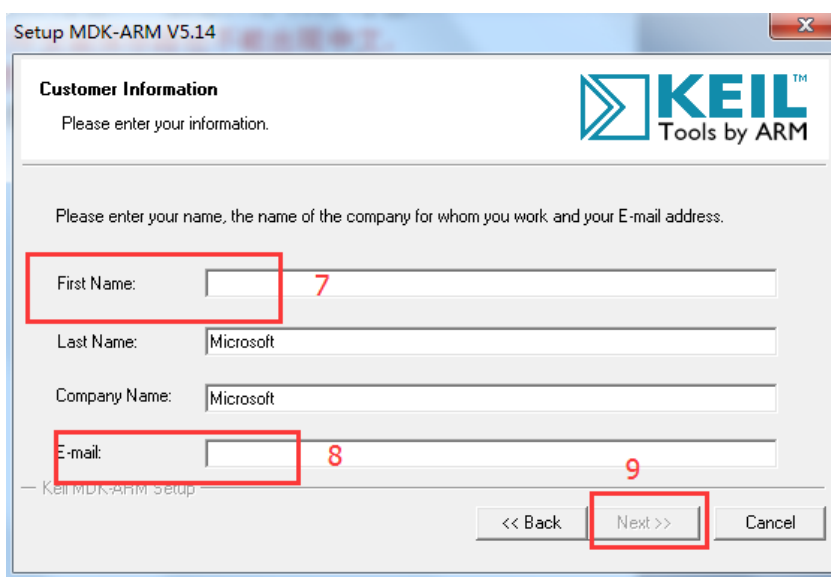 Setup MDK-ARM V5.14
Customer Information
Please enter your information.
KEIL™
Tools by ARM
Please enter your name, the name of the company for whom you work and your E-mail address.
First Name:
7
Last Name: Microsoft
Company Name: Microsoft
E-mail:
8
Keil MDK-ARM Setup
9
<< Back Next >> Cancel